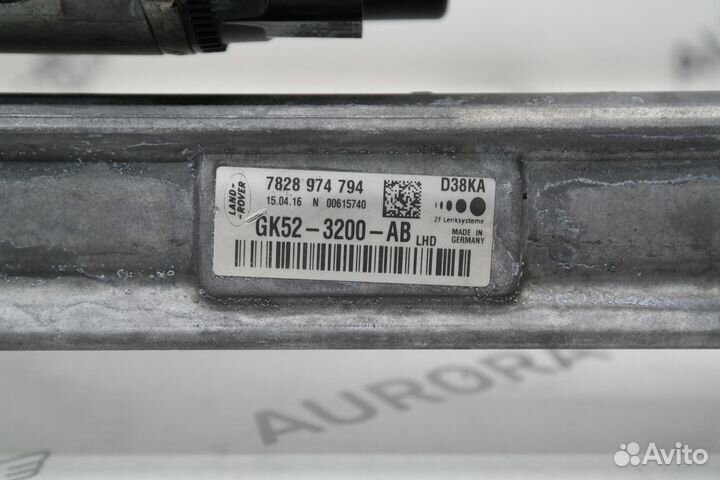 LAND-
-ROVER
7828 974 794
15.04.16 N 00615740
GK52-3200-AB LHD
D38KA
ZF Lenksysteme
MADE IN
GERMANY
AURORA
Avito